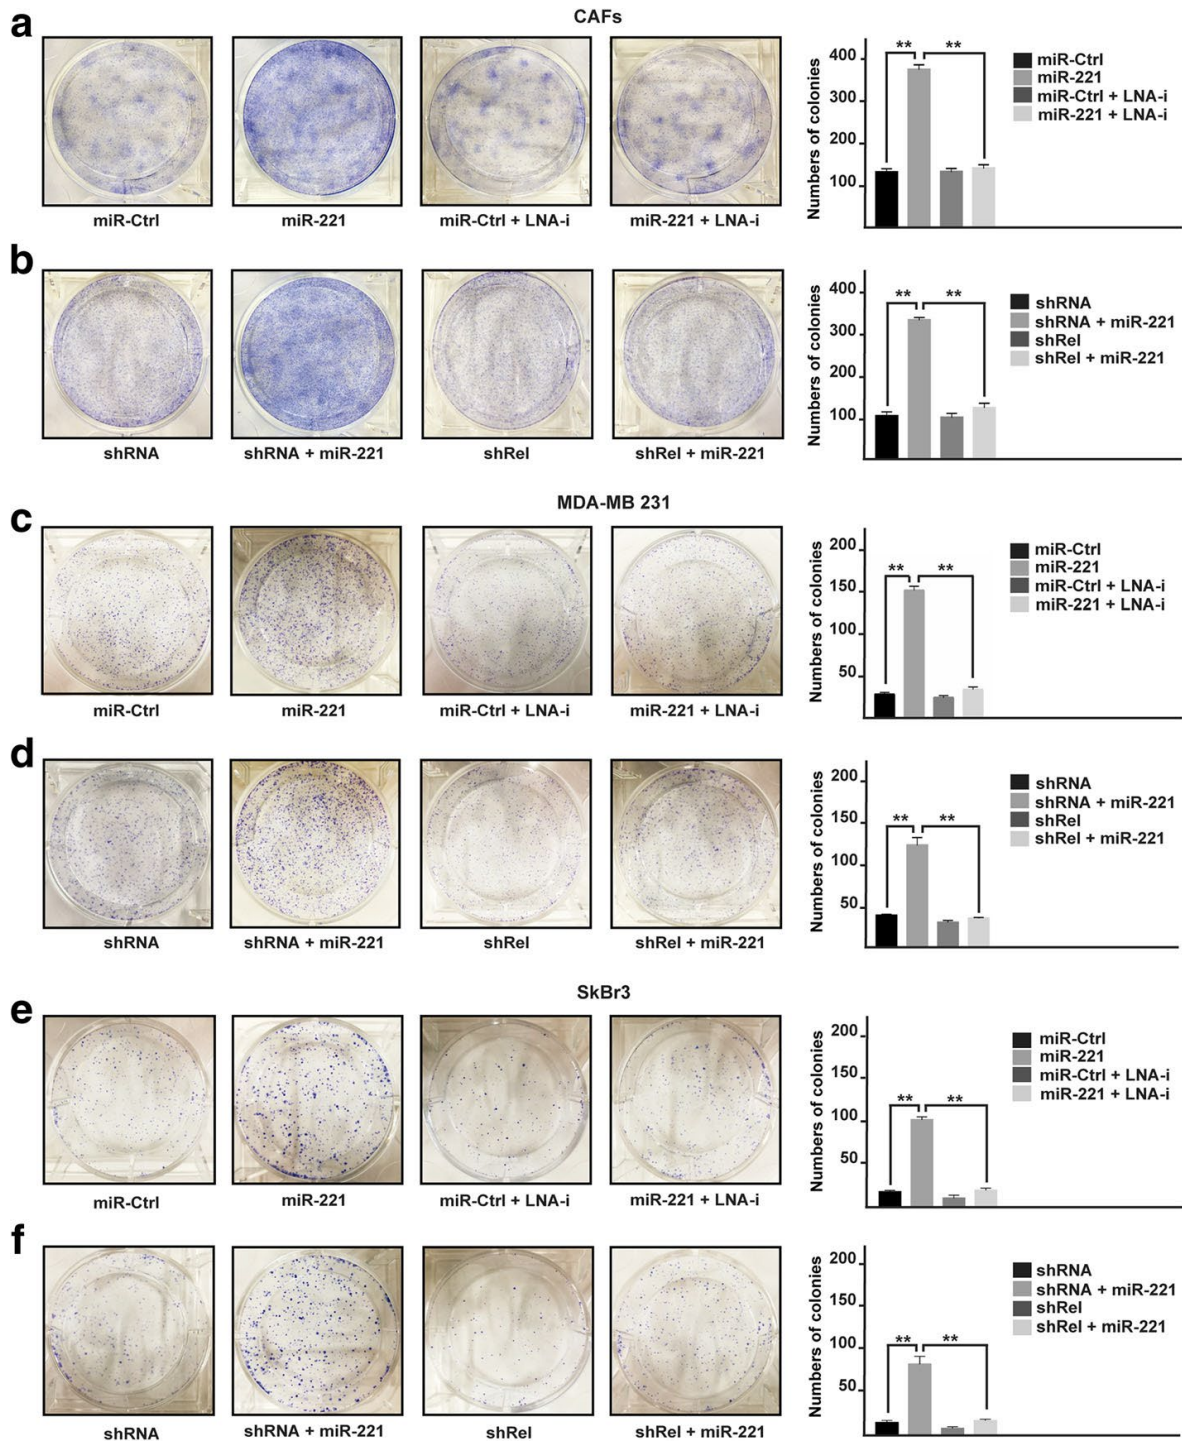 CAFs
a
miR-Ctrl
miR-221
miR-Ctrl + LNA-i
miR-221 + LNA-i
Numbers of colonies
400
300
200
100
** **
miR-Ctrl
miR-221
miR-Ctrl + LNA-i
miR-221 + LNA-i
b
shRNA
shRNA + miR-221
shRel
shRel + miR-221
Numbers of colonies
400
300
200
100
** **
shRNA
shRNA + miR-221
shRel
shRel + miR-221
MDA-MB 231
c
miR-Ctrl
miR-221
miR-Ctrl + LNA-i
miR-221 + LNA-i
Numbers of colonies
200
150
100
50
** **
miR-Ctrl
miR-221
miR-Ctrl + LNA-i
miR-221 + LNA-i
d
shRNA
shRNA + miR-221
shRel
shRel + miR-221
Numbers of colonies
200
150
100
50
** **
shRNA
shRNA + miR-221
shRel
shRel + miR-221
SkBr3
e
miR-Ctrl
miR-221
miR-Ctrl + LNA-i
miR-221 + LNA-i
Numbers of colonies
200
150
100
50
** **
miR-Ctrl
miR-221
miR-Ctrl + LNA-i
miR-221 + LNA-i
f
shRNA
shRNA + miR-221
shRel
shRel + miR-221
Numbers of colonies
200
150
100
50
** **
shRNA
shRNA + miR-221
shRel
shRel + miR-221